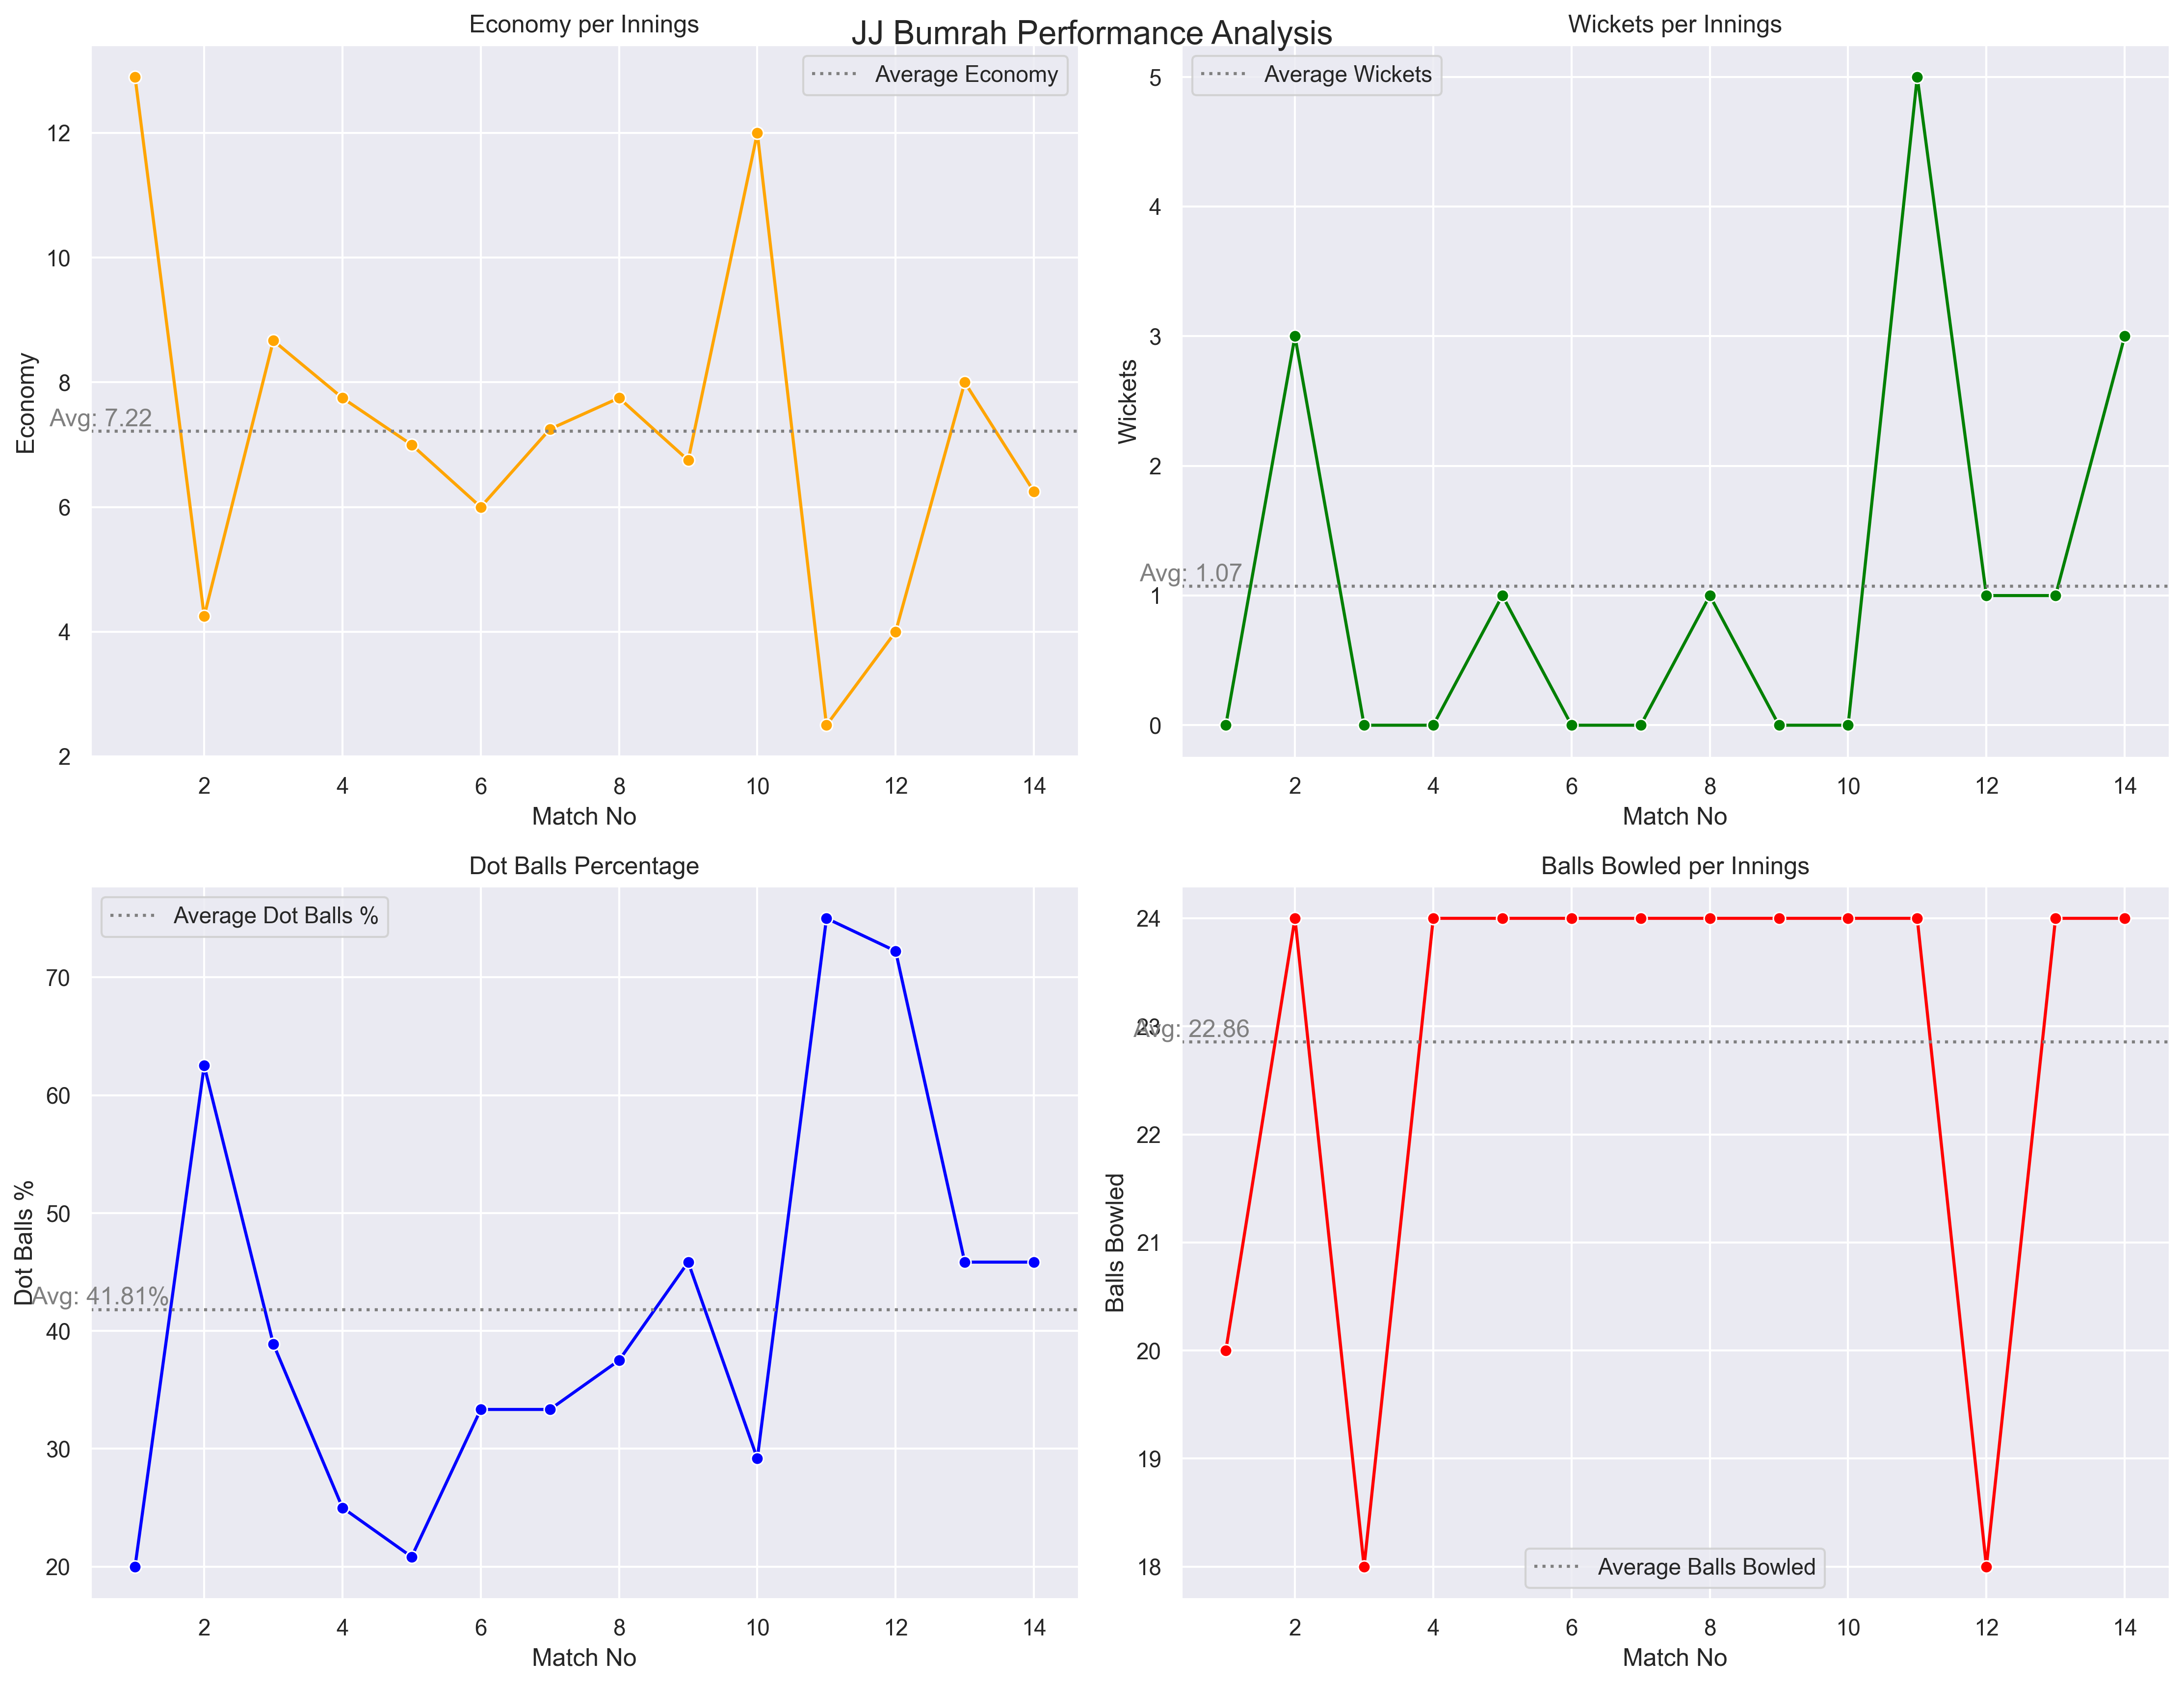 JJ Bumrah Performance Analysis
Economy per Innings
Average Economy
12
10
8
6
4
2
Avg: 7.22
Economy
2 4 6 8 10 12 14
Match No
Wickets per Innings
Average Wickets
5
4
3
2
1
0
Avg: 1.07
Wickets
2 4 6 8 10 12 14
Match No
Dot Balls Percentage
Average Dot Balls %
70
60
50
40
30
20
Avg: 41.81%
Dot Balls %
2 4 6 8 10 12 14
Match No
Balls Bowled per Innings
24
23
22
21
20
19
18
Avg: 22.86
Balls Bowled
Average Balls Bowled
2 4 6 8 10 12 14
Match No